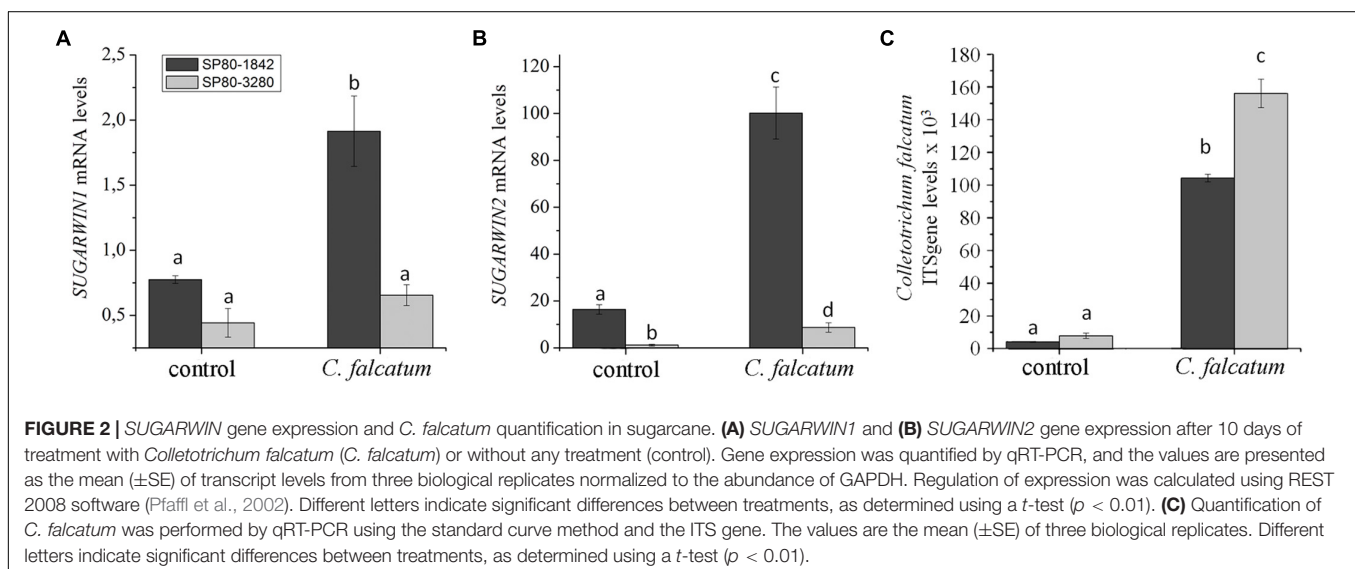 A
SUGARWIN1 mRNA levels
2,5
2,0
1,5
1,0
0,5
SP80-1842
SP80-3280
a
a
b
a
control
C. falcatum
B
SUGARWIN2 mRNA levels
120
100
80
60
40
20
0
a
b
c
d
control
C. falcatum
C
Colletotrichum falcatum
ITSgene levels x 10³
180
160
140
120
100
80
60
40
20
10
0
a
a
b
c
control
C. falcatum
FIGURE 2 | SUGARWIN gene expression and C. falcatum quantification in sugarcane. (A) SUGARWIN1 and (B) SUGARWIN2 gene expression after 10 days of
treatment with Colletotrichum falcatum (C. falcatum) or without any treatment (control). Gene expression was quantified by qRT-PCR, and the values are presented
as the mean (±SE) of transcript levels from three biological replicates normalized to the abundance of GAPDH. Regulation of expression was calculated using REST
2008 software (Pfaffl et al., 2002). Different letters indicate significant differences between treatments, as determined using a t-test (p < 0.01). (C) Quantification of
C. falcatum was performed by qRT-PCR using the standard curve method and the ITS gene. The values are the mean (±SE) of three biological replicates. Different
letters indicate significant differences between treatments, as determined using a t-test (p < 0.01).